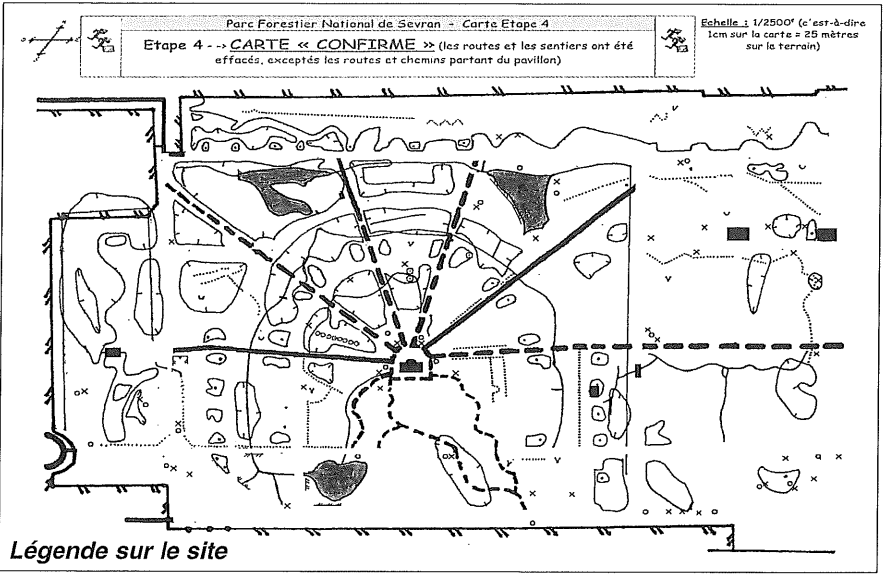 Parc Forestier National de Sevran - Carte Etape 4
Etape 4 --> CARTE « CONFIRME » (les routes et les sentiers ont été
effacés, exceptés les routes et chemins partant du pavillon)
Echelle : 1/2500e (c'est-à-dire
1cm sur la carte = 25 mètres
sur le terrain)
Légende sur le site